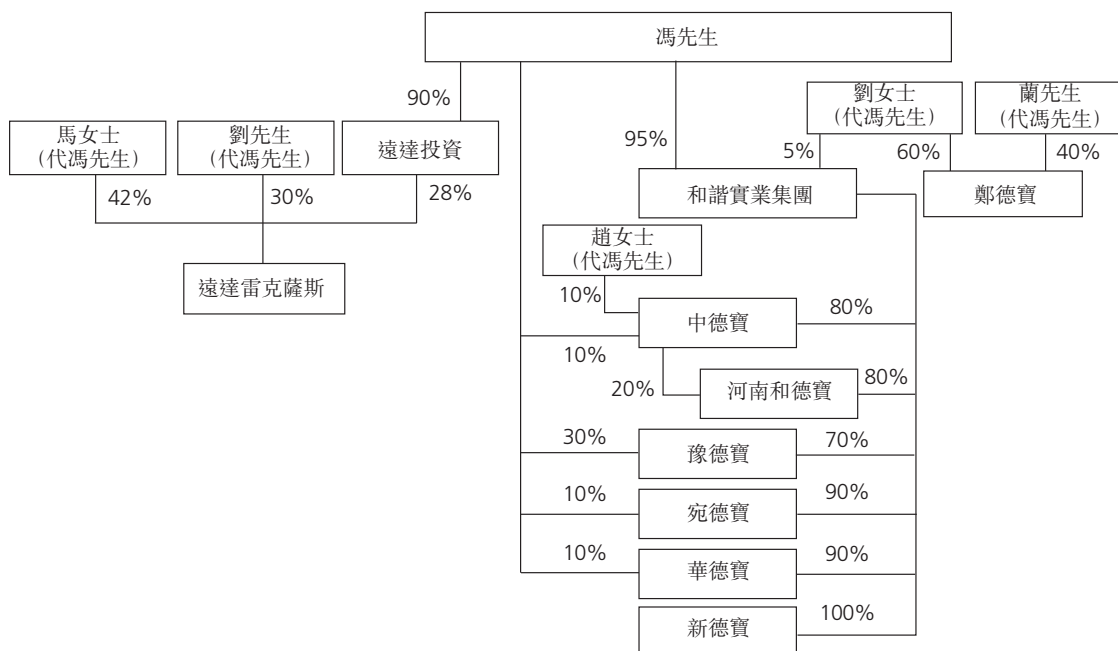 馮先生
90%
馬女士
(代馮先生)
劉先生
(代馮先生)
遠達投資
42%
30%
28%
遠達雷克薩斯
95%
劉女士
(代馮先生)
蘭先生
(代馮先生)
5%
60%
40%
和諧實業集團
鄭德寶
趙女士
(代馮先生)
10%
中德寶
80%
10%
20%
河南和德寶
80%
30%
豫德寶
70%
10%
宛德寶
90%
10%
華德寶
90%
新德寶
100%